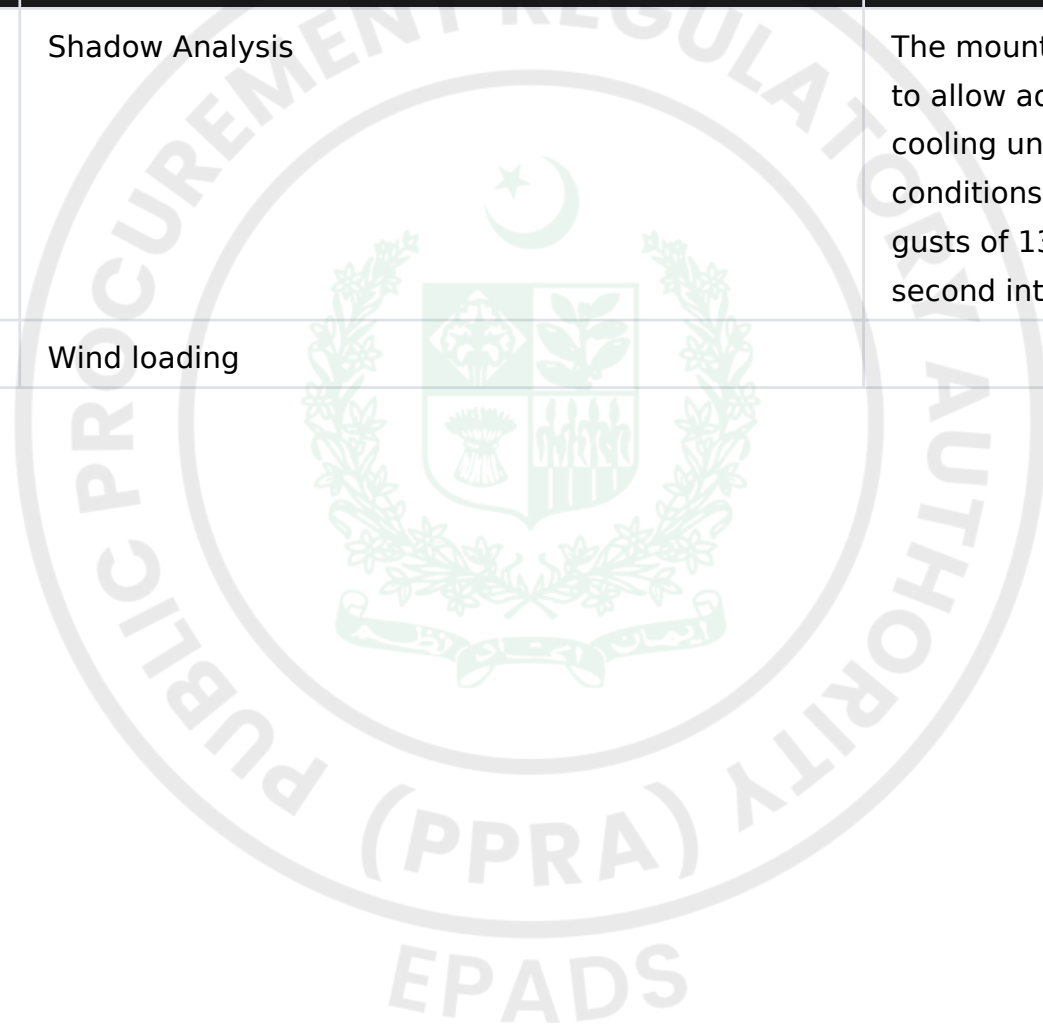 Shadow Analysis
The mount
to allow ad
cooling un
conditions
gusts of 13
second int
Wind loading
PUBLIC PROCUREMENT REGULATORY AUTHORITY
(PPRA)
EPADS